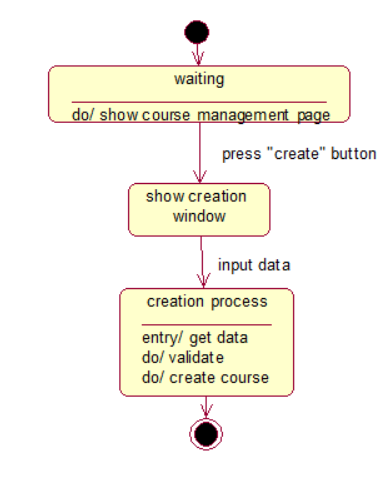 waiting
do/ show course management page
press "create" button
show creation
window
input data
creation process
entry/ get data
do/ validate
do/ create course